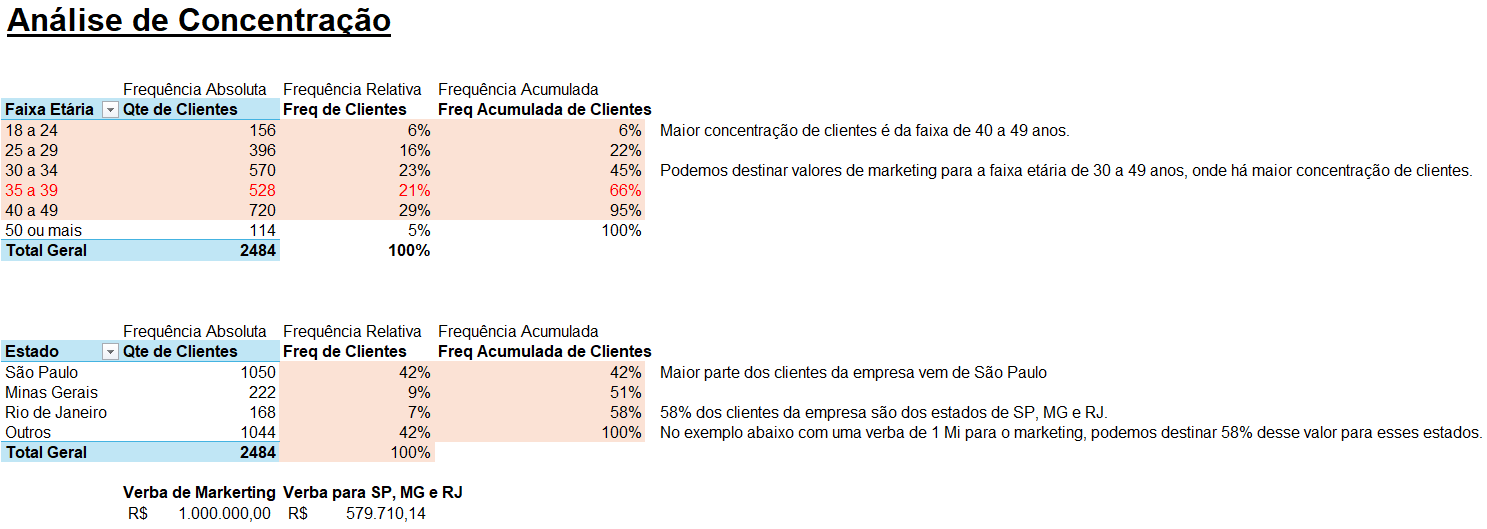 Análise de Concentração
Frequência Absoluta Frequência Relativa Frequência Acumulada
Faixa Etária Qte de Clientes Freq de Clientes Freq Acumulada de Clientes
18 a 24 156 6% 6% Maior concentração de clientes é da faixa de 40 a 49 anos.
25 a 29 396 16% 22%
30 a 34 570 23% 45% Podemos destinar valores de marketing para a faixa etária de 30 a 49 anos, onde há maior concentração de clientes.
35 a 39 528 21% 66%
40 a 49 720 29% 95%
50 ou mais 114 5% 100%
Total Geral 2484 100%
Frequência Absoluta Frequência Relativa Frequência Acumulada
Estado Qte de Clientes Freq de Clientes Freq Acumulada de Clientes
São Paulo 1050 42% 42% Maior parte dos clientes da empresa vem de São Paulo
Minas Gerais 222 9% 51%
Rio de Janeiro 168 7% 58% 58% dos clientes da empresa são dos estados de SP, MG e RJ.
Outros 1044 42% 100% No exemplo abaixo com uma verba de 1 Mi para o marketing, podemos destinar 58% desse valor para esses estados.
Total Geral 2484 100%
Verba de Markerting Verba para SP, MG e RJ
R$ 1.000.000,00 R$ 579.710,14